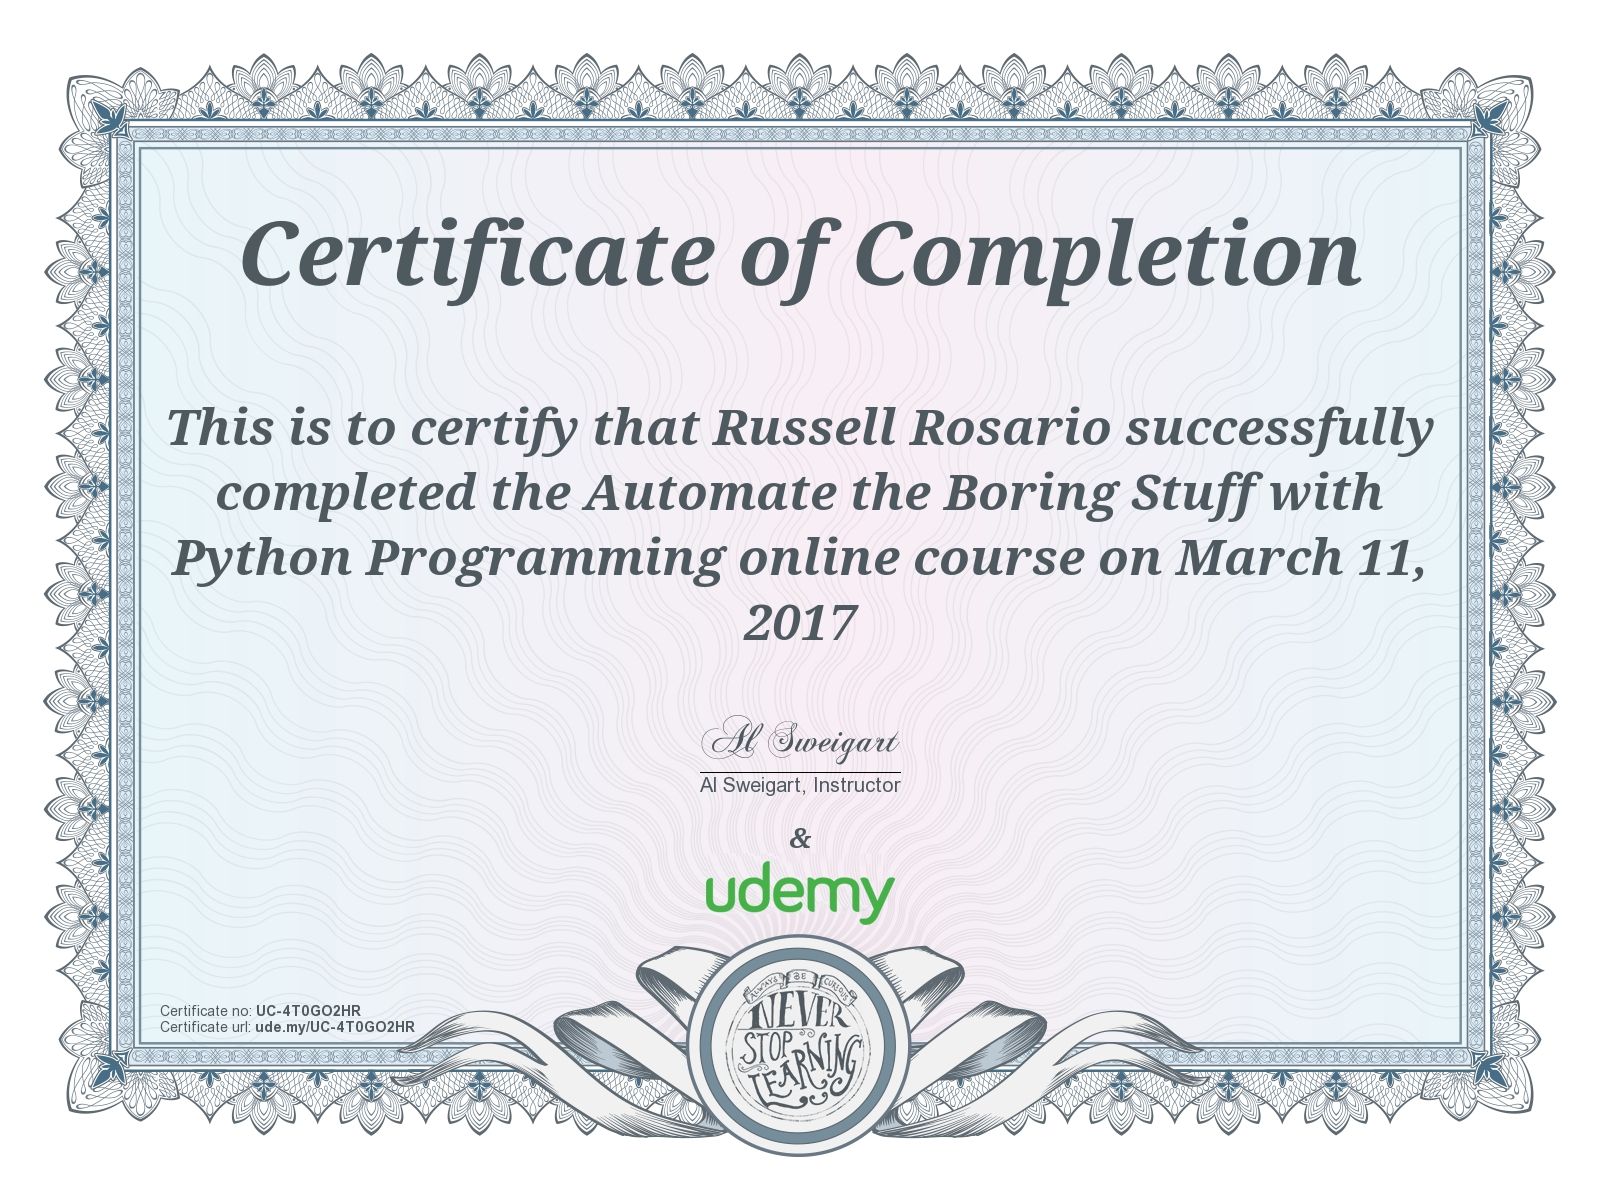 Certificate of Completion
This is to certify that Russell Rosario successfully
completed the Automate the Boring Stuff with
Python Programming online course on March 11,
2017
Al Sweigart
Al Sweigart, Instructor
&
udemy
Certificate no: UC-4T0GO2HR
Certificate url: ude.my/UC-4T0GO2HR
ALWAYS BE CURIOUS
NEVER
STOP
LEARNING